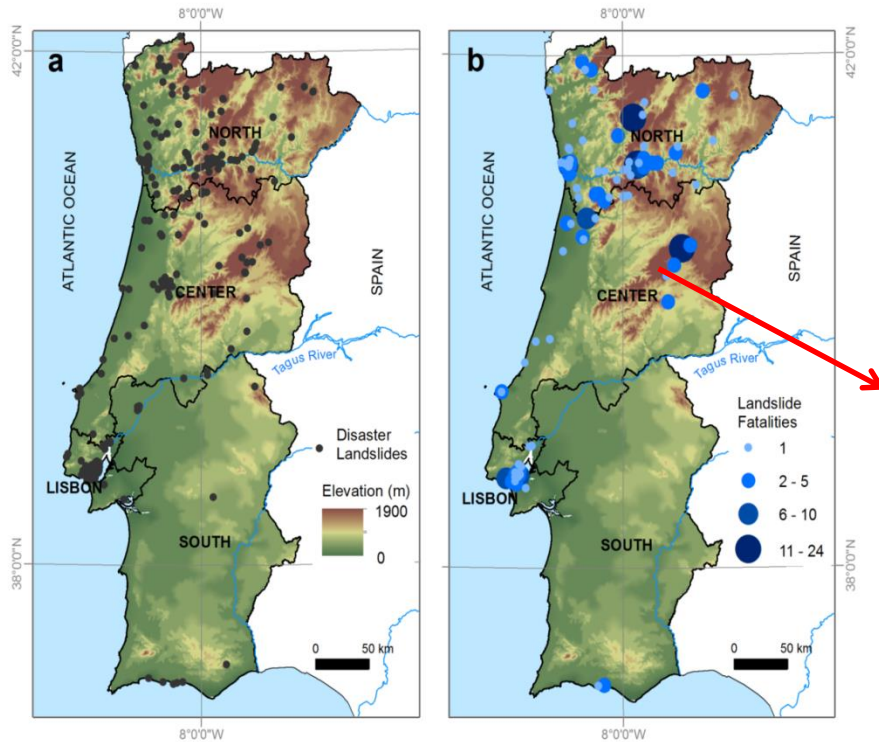 8°0'0"W
8°0'0"W
42°0'0"N
a
NORTH
ATLANTIC OCEAN
SPAIN
CENTER
Tagus River
Disaster
Landslides
LISBON
Elevation (m)
1900
0
SOUTH
38°0'0"N
0
50 km
8°0'0"W
b
42°0'0"N
NORTH
ATLANTIC OCEAN
SPAIN
CENTER
Tagus River
Landslide
Fatalities
1
2 - 5
6 - 10
11 - 24
LISBON
SOUTH
38°0'0"N
0
50 km
8°0'0"W